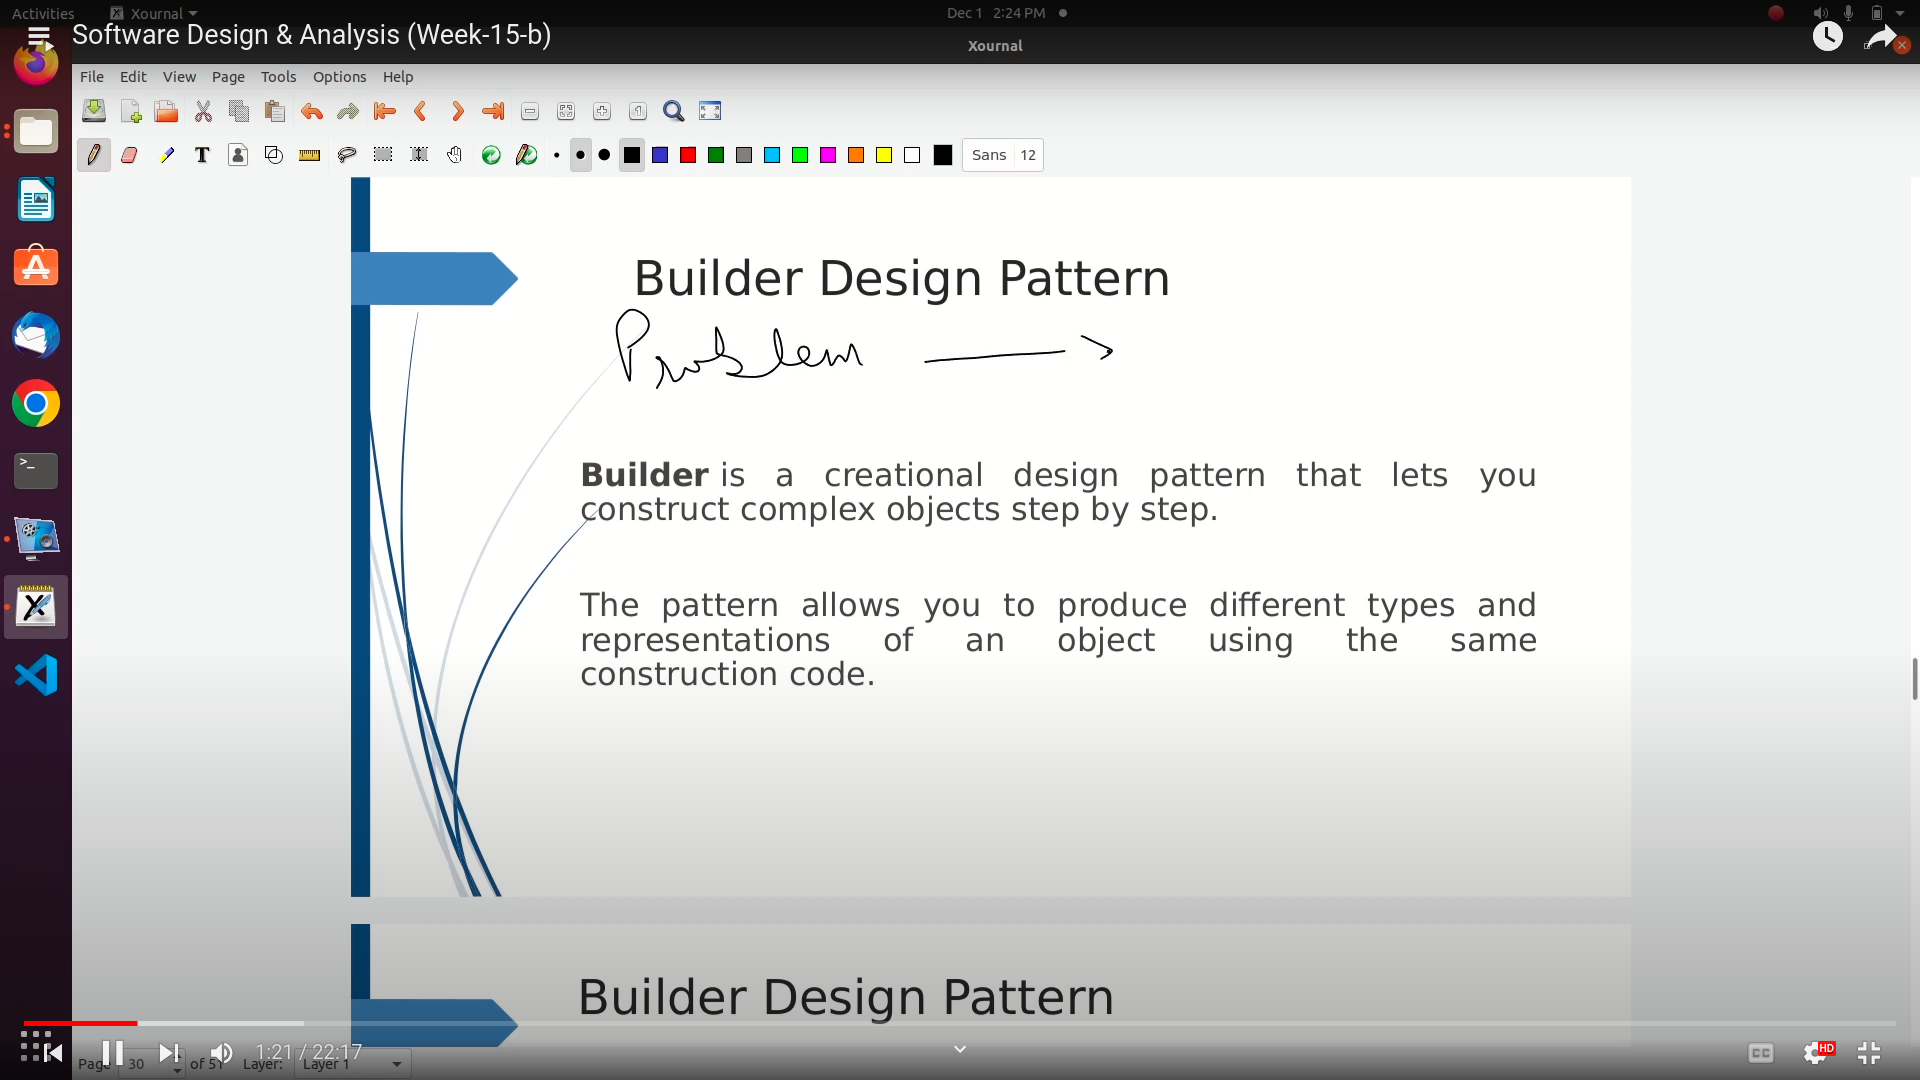 Activities Xournal Dec 1 2:24 PM
Software Design & Analysis (Week-15-b)
Xournal
File Edit View Page Tools Options Help
Sans 12
Builder Design Pattern
Problem
Builder is a creational design pattern that lets you
construct complex objects step by step.
The pattern allows you to produce different types and
representations of an object using the same
construction code.
Builder Design Pattern
1:21 / 22:17
CC HD
Page 30 of 51 Layer: Layer 1